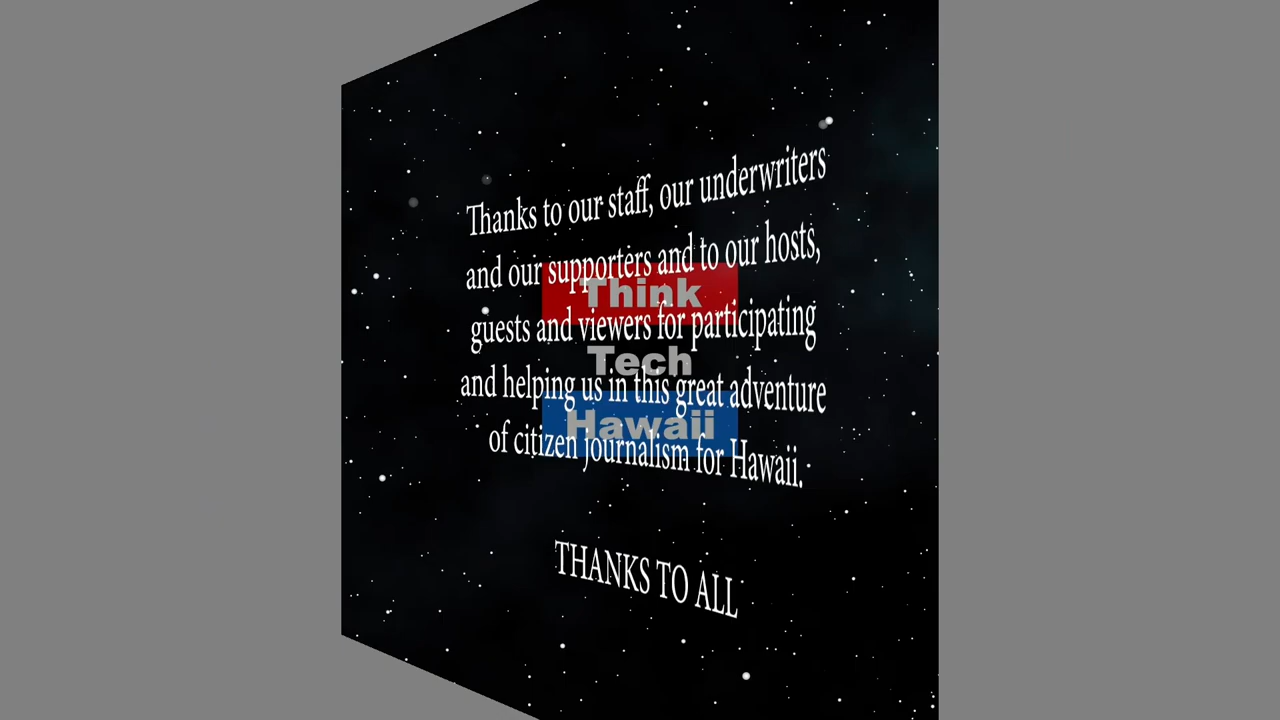 Thanks to our staff, our underwriters
and our supporters and to our hosts,
guests and viewers for participating
and helping us in this great adventure
of citizen journalism for Hawaii.
THANKS TO ALL
Think
Tech
Hawaii